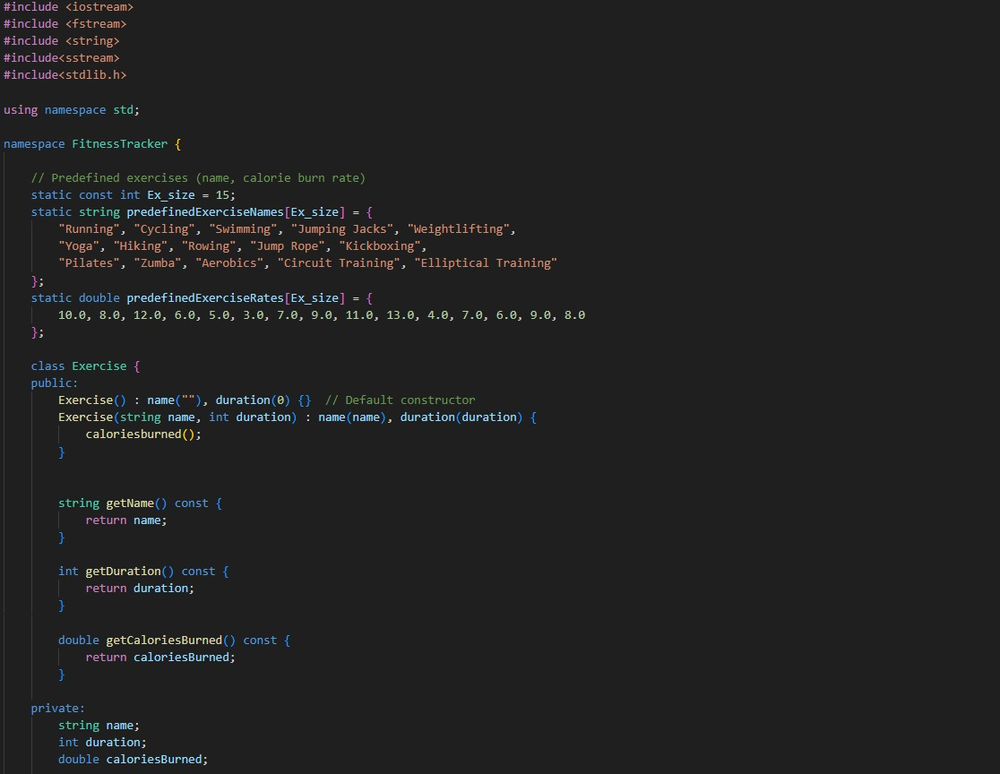 #include <iostream>
#include <fstream>
#include <string>
#include<sstream>
#include<stdlib.h>

using namespace std;

namespace FitnessTracker {

    // Predefined exercises (name, calorie burn rate)
    static const int Ex_size = 15;
    static string predefinedExerciseNames[Ex_size] = {
        "Running", "Cycling", "Swimming", "Jumping Jacks", "Weightlifting",
        "Yoga", "Hiking", "Rowing", "Jump Rope", "Kickboxing",
        "Pilates", "Zumba", "Aerobics", "Circuit Training", "Elliptical Training"
    };
    static double predefinedExerciseRates[Ex_size] = {
        10.0, 8.0, 12.0, 6.0, 5.0, 3.0, 7.0, 9.0, 11.0, 13.0, 4.0, 7.0, 6.0, 9.0, 8.0
    };

    class Exercise {
    public:
        Exercise() : name(""), duration(0) {}  // Default constructor
        Exercise(string name, int duration) : name(name), duration(duration) {
            caloriesburned();
        }


        string getName() const {
            return name;
        }

        int getDuration() const {
            return duration;
        }

        double getCaloriesBurned() const {
            return caloriesBurned;
        }

    private:
        string name;
        int duration;
        double caloriesBurned;